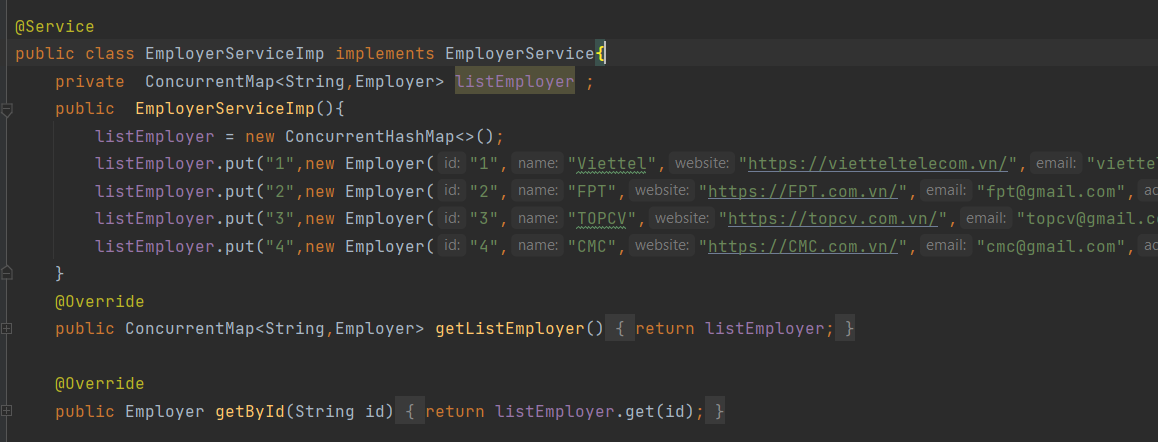 @Service
public class EmployerServiceImp implements EmployerService{
private  ConcurrentMap<String,Employer> listEmployer ;
public  EmployerServiceImp(){
listEmployer = new ConcurrentHashMap<>();
listEmployer.put("1",new Employer( id: "1", name: "Viettel", website: "https://vietteltelecom.vn/", email: "viettel
listEmployer.put("2",new Employer( id: "2", name: "FPT", website: "https://FPT.com.vn/", email: "fpt@gmail.com", ad
listEmployer.put("3",new Employer( id: "3", name: "TOPCV", website: "https://topcv.com.vn/", email: "topcv@gmail.co
listEmployer.put("4",new Employer( id: "4", name: "CMC", website: "https://CMC.com.vn/", email: "cmc@gmail.com", ad
}
@Override
public ConcurrentMap<String,Employer> getListEmployer() { return listEmployer; }
@Override
public Employer getById(String id) { return listEmployer.get(id); }